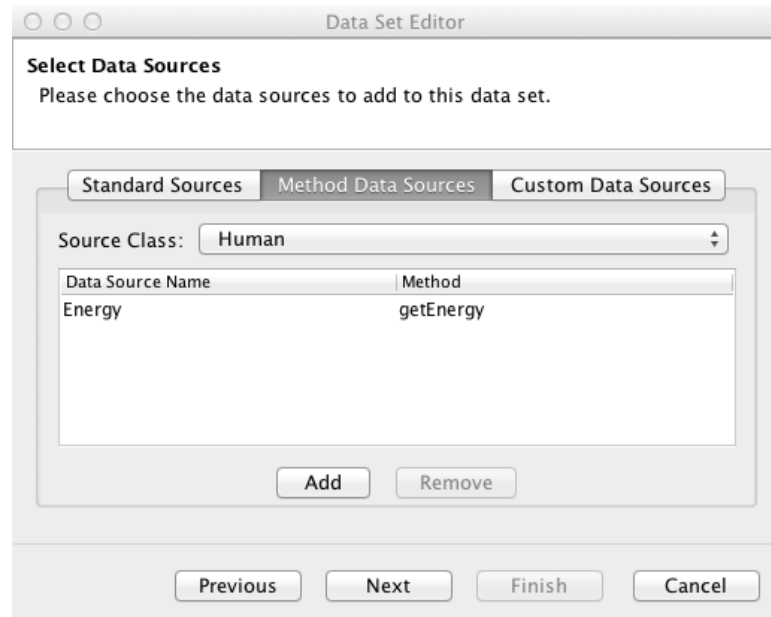 Data Set Editor
Select Data Sources
Please choose the data sources to add to this data set.
Standard Sources Method Data Sources Custom Data Sources
Source Class: Human
Data Source Name Method
Energy getEnergy
Add Remove
Previous Next Finish Cancel